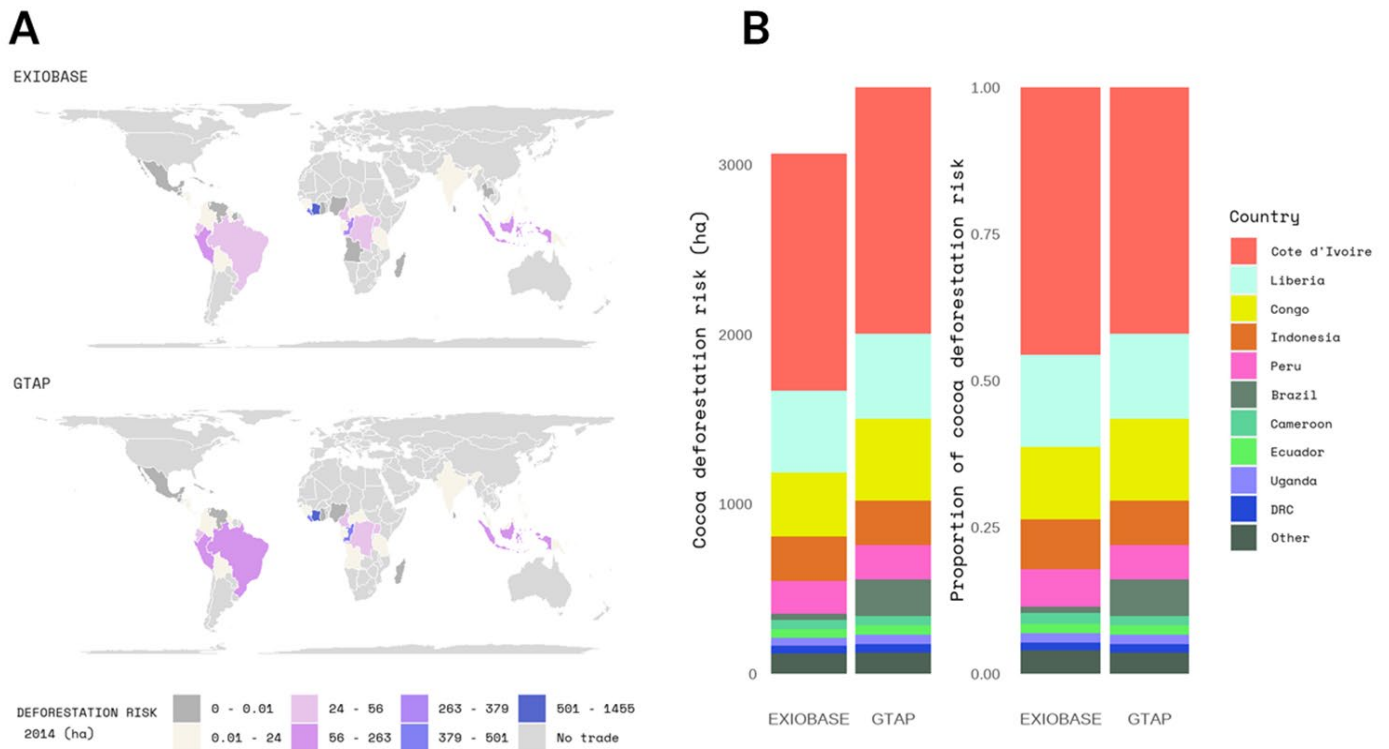 A
EXIOBASE
GTAP
DEFORESTATION RISK
2014 (ha)
0 - 0.01
24 - 56
263 - 379
501 - 1455
0.01 - 24
56 - 263
379 - 501
No trade
B
Cocoa deforestation risk (ha)
3000
2000
1000
0
EXIOBASE
GTAP
Proportion of cocoa deforestation risk
1.00
0.75
0.50
0.25
0.00
EXIOBASE
GTAP
Country
Cote d'Ivoire
Liberia
Congo
Indonesia
Peru
Brazil
Cameroon
Ecuador
Uganda
DRC
Other